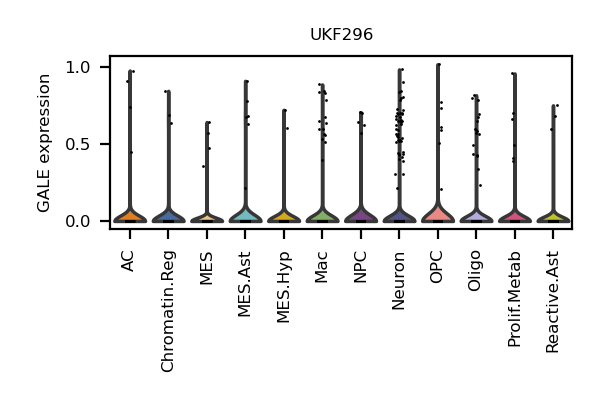 UKF296
GALE expression
1.0
0.5
0.0
AC
Chromatin.Reg
MES
MES.Ast
MES.Hyp
Mac
NPC
Neuron
OPC
Oligo
Prolif.Metab
Reactive.Ast